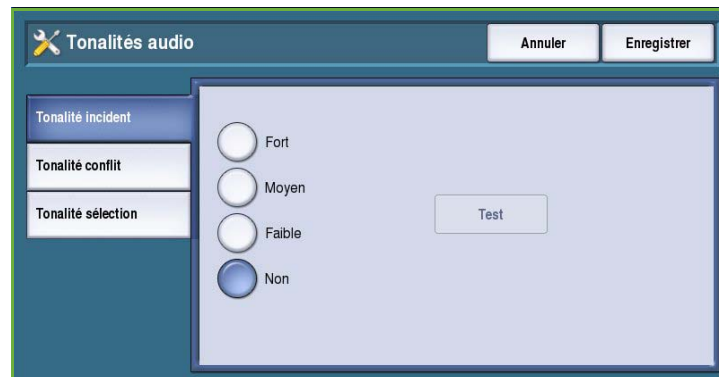 Tonalités audio
Annuler
Enregistrer
Tonalité incident
Tonalité conflit
Tonalité sélection
Fort
Moyen
Faible
Non
Test